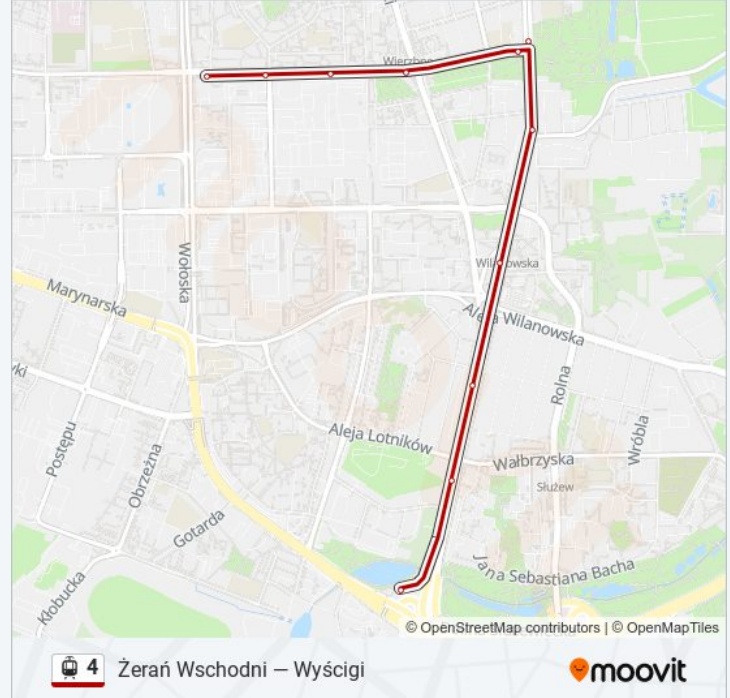 Wierzbno
Wołoska
Marynarska
Wilanowska
Aleja Wilanowska
Rolna
Wróbla
Aleja Lotników
Wałbrzyska
Postępu
Obrzeżna
Służew
Gotarda
Jana Sebastiana Bacha
Kłobucka
© OpenStreetMap contributors | © OpenMapTiles
4 Żerań Wschodni — Wyścigi
moovit